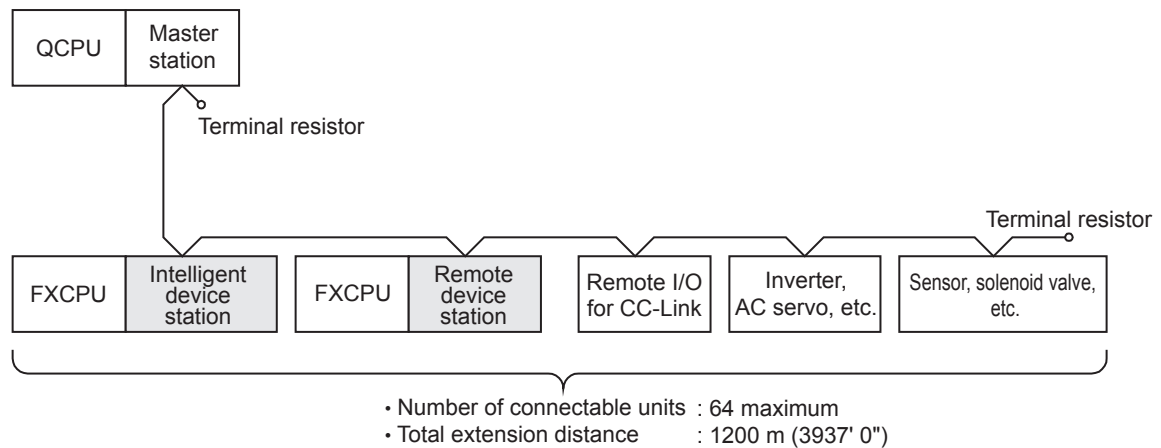 QCPU
Master
station
Terminal resistor
Terminal resistor
FXCPU
Intelligent
device
station
FXCPU
Remote
device
station
Remote I/O
for CC-Link
Inverter,
AC servo, etc.
Sensor, solenoid valve,
etc.
• Number of connectable units : 64 maximum
• Total extension distance : 1200 m (3937' 0")